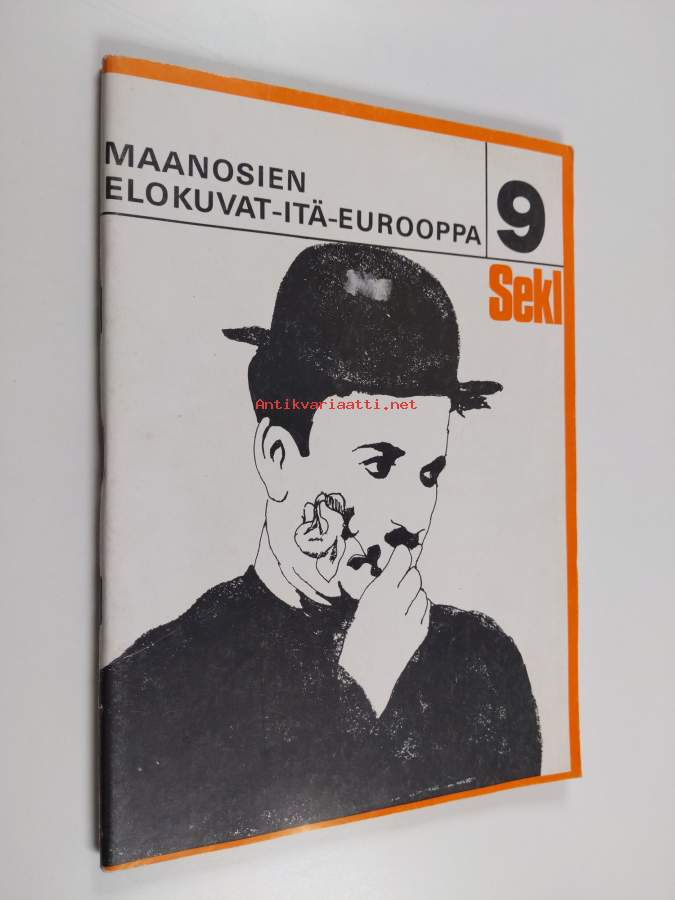 MAANOSIEN
ELOKUVAT-ITÄ-EUROOPPA
9
Sekl
Antikvariaatti.net